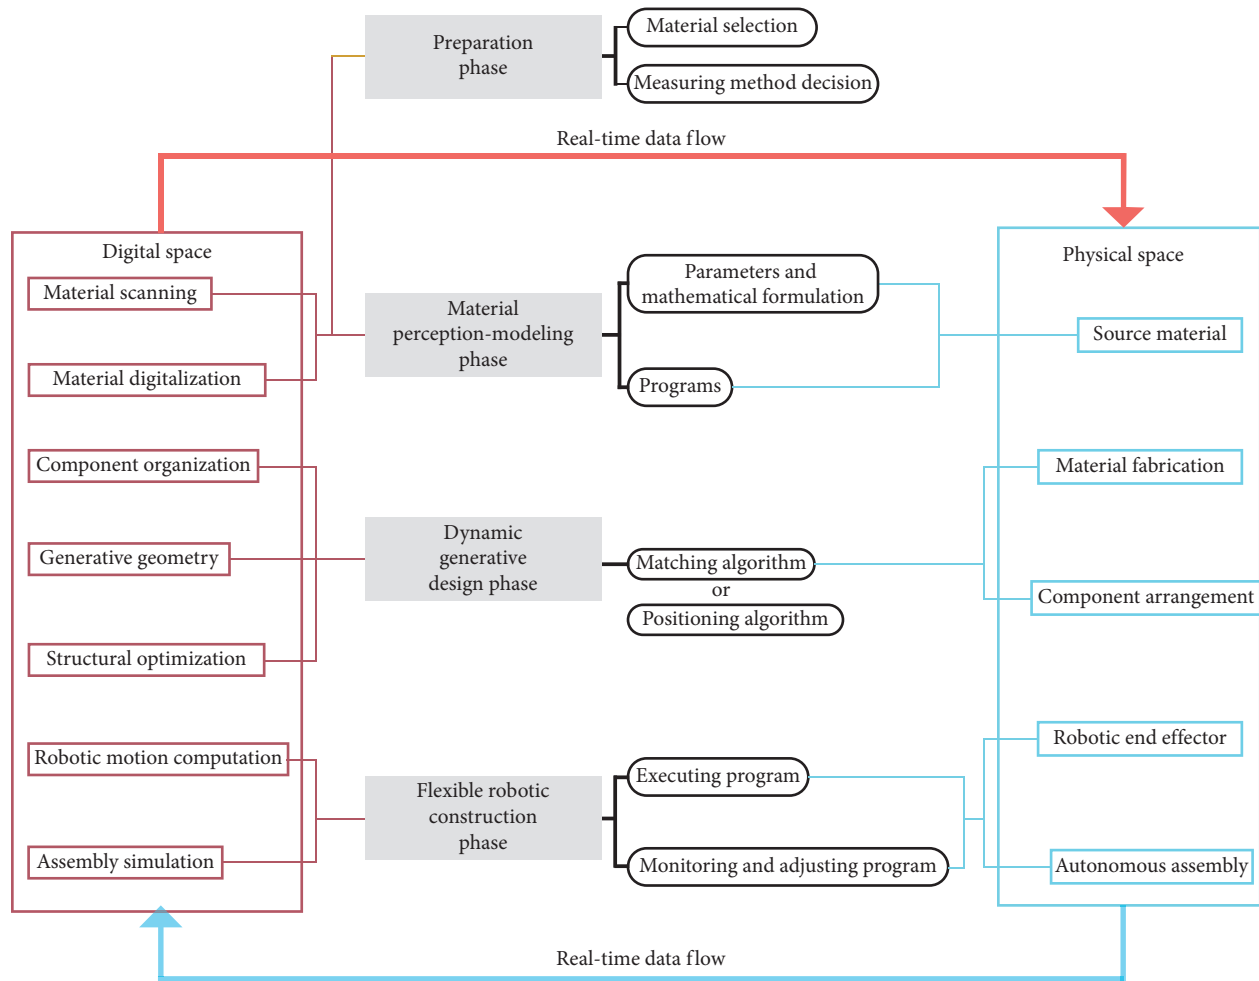 Preparation
phase
Material selection
Measuring method decision
Real-time data flow
Digital space
Material scanning
Material digitalization
Component organization
Generative geometry
Structural optimization
Robotic motion computation
Assembly simulation
Material
perception-modeling
phase
Parameters and
mathematical formulation
Programs
Dynamic
generative
design phase
Matching algorithm
or
Positioning algorithm
Flexible robotic
construction
phase
Executing program
Monitoring and adjusting program
Physical space
Source material
Material fabrication
Component arrangement
Robotic end effector
Autonomous assembly
Real-time data flow